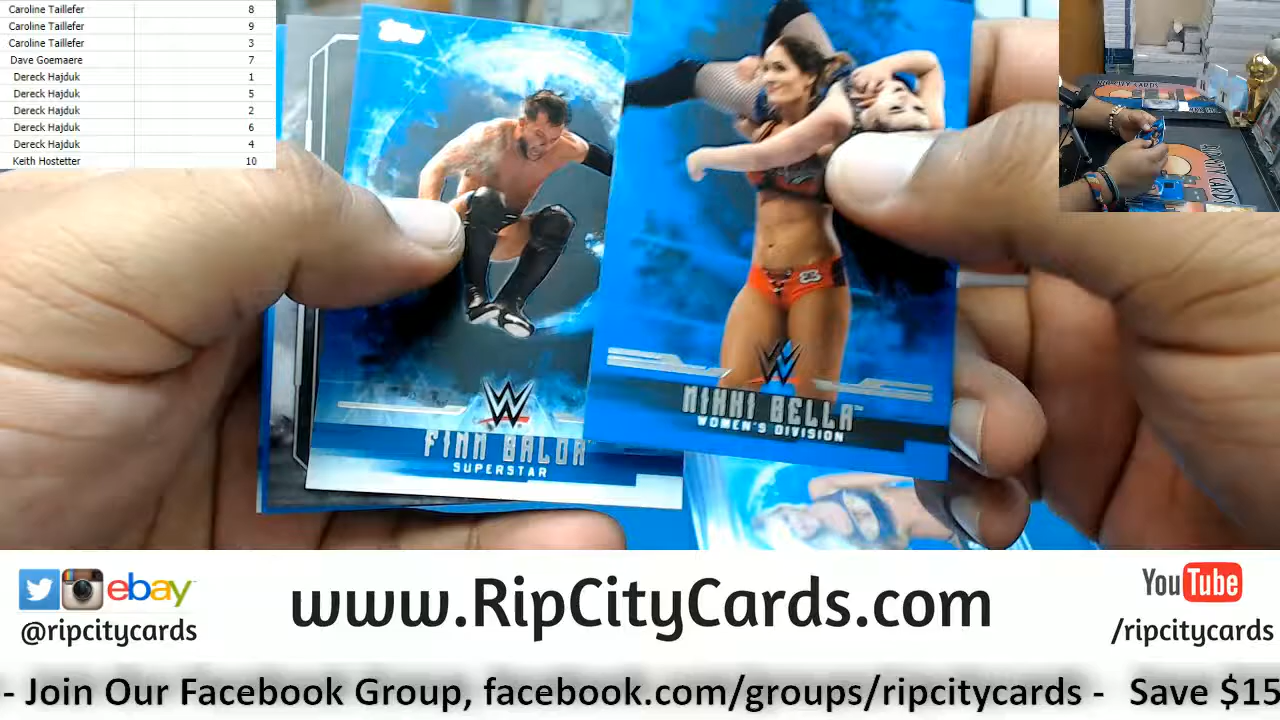 Caroline Taillefer 8
Caroline Taillefer 9
Caroline Taillefer 3
Dave Goemaere 7
Dereck Hajduk 1
Dereck Hajduk 5
Dereck Hajduk 2
Dereck Hajduk 6
Dereck Hajduk 4
Keith Hostetter 10
Topps
W
FINN BALOR
SUPERSTAR
W
NIKKI BELLA™
WOMEN'S DIVISION
ebay™
@ripcitycards
www.RipCityCards.com
YouTube
/ripcitycards
- Join Our Facebook Group, facebook.com/groups/ripcitycards - Save $15